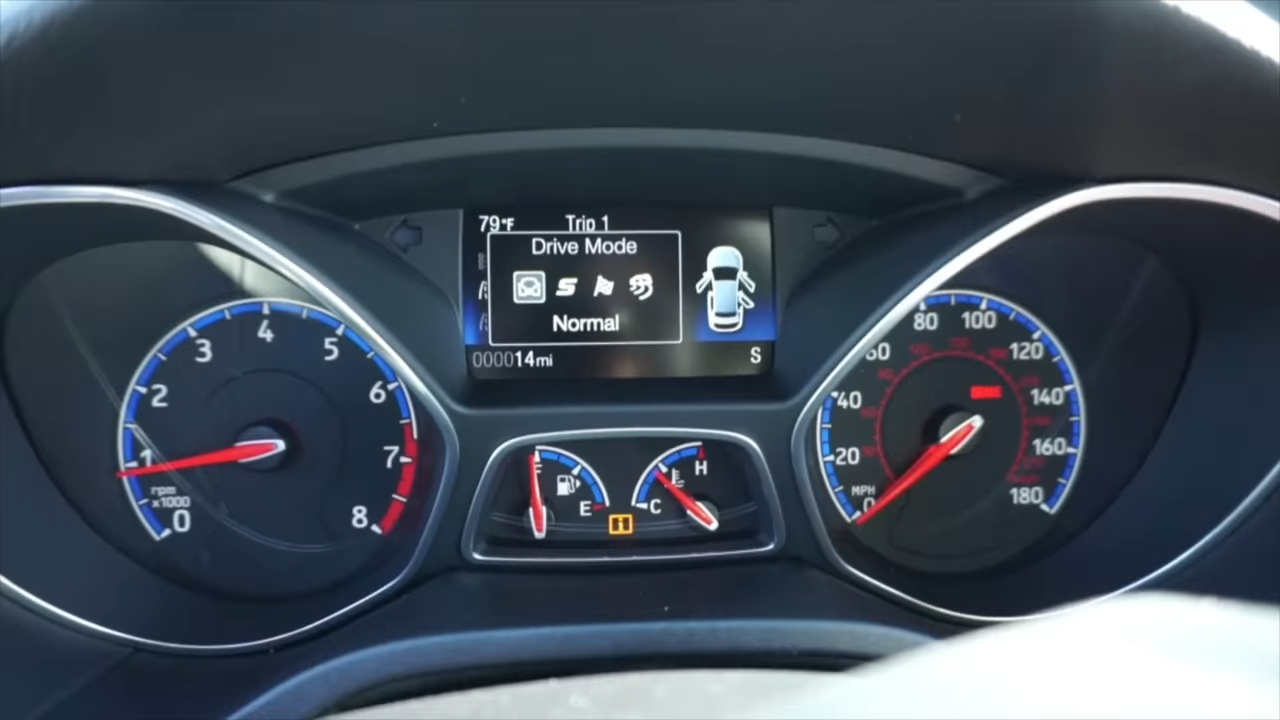 79°F Trip 1
Drive Mode
Normal
000014mi S
0 1 2 3 4 5 6 7 8
rpm
x1000
F E
C H
0 20 40 60 80 100 120 140 160 180
MPH